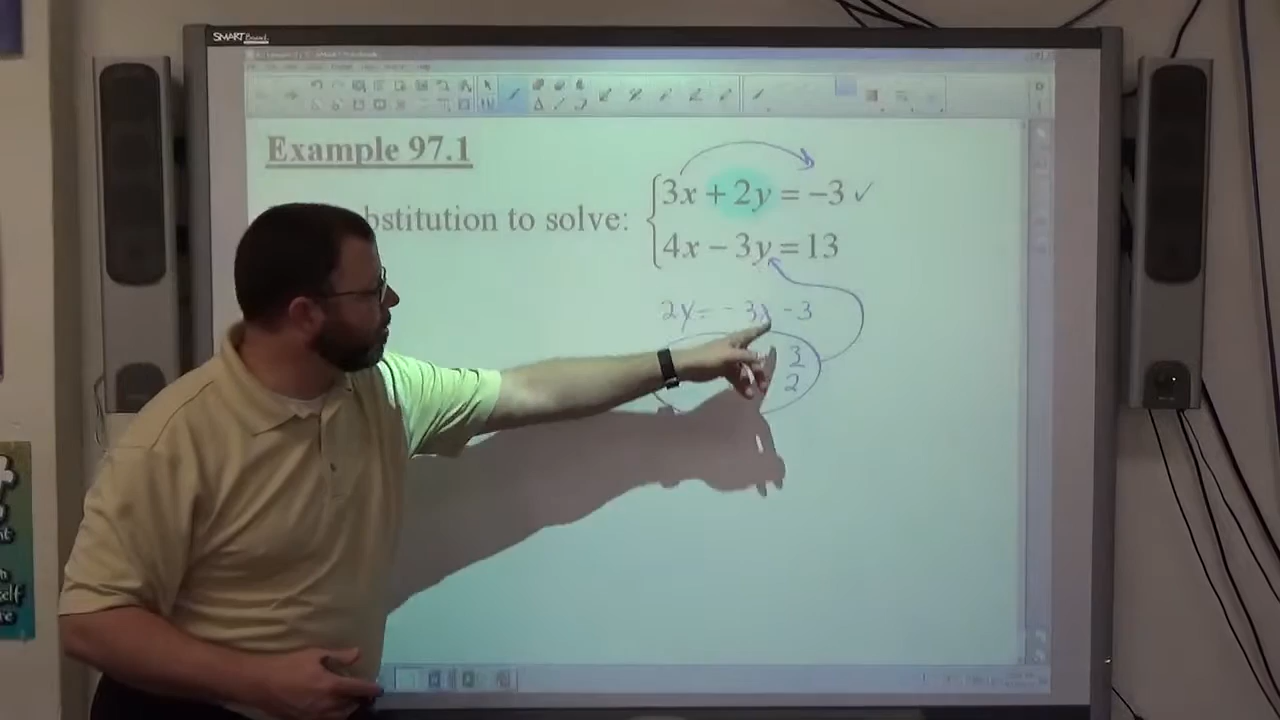 SMART Board
Example 97.1
bstitution to solve:
3x + 2y = -3 ✓
4x - 3y = 13
2y = -3x - 3
3
2